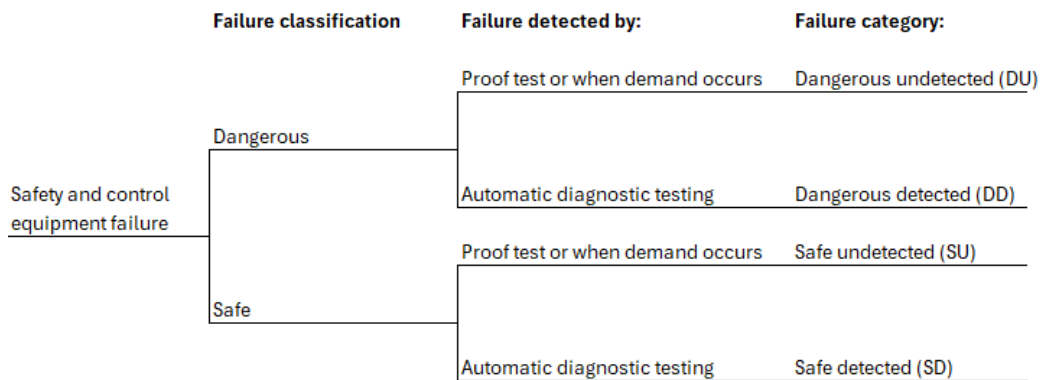 Failure classification
Failure detected by:
Failure category:
Proof test or when demand occurs
Dangerous undetected (DU)
Dangerous
Safety and control
equipment failure
Automatic diagnostic testing
Dangerous detected (DD)
Proof test or when demand occurs
Safe undetected (SU)
Safe
Automatic diagnostic testing
Safe detected (SD)